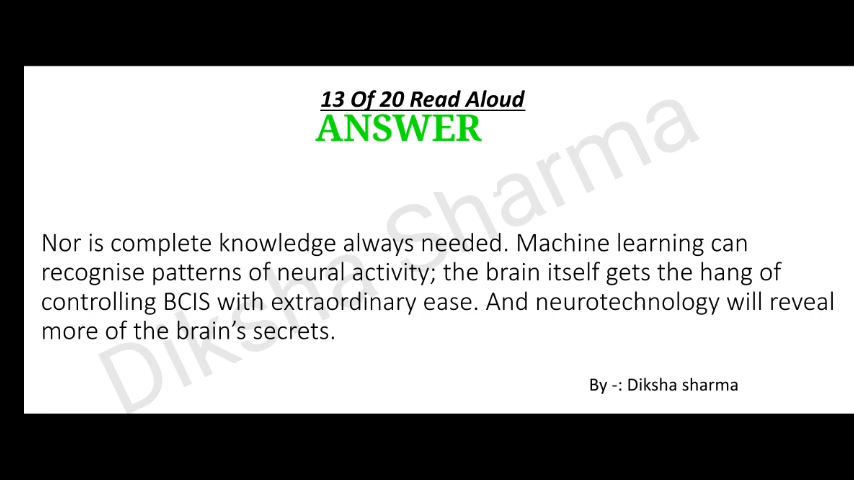 13 Of 20 Read Aloud
ANSWER
Nor is complete knowledge always needed. Machine learning can
recognise patterns of neural activity; the brain itself gets the hang of
controlling BCIS with extraordinary ease. And neurotechnology will reveal
more of the brain's secrets.
By -: Diksha sharma
Diksha Sharma